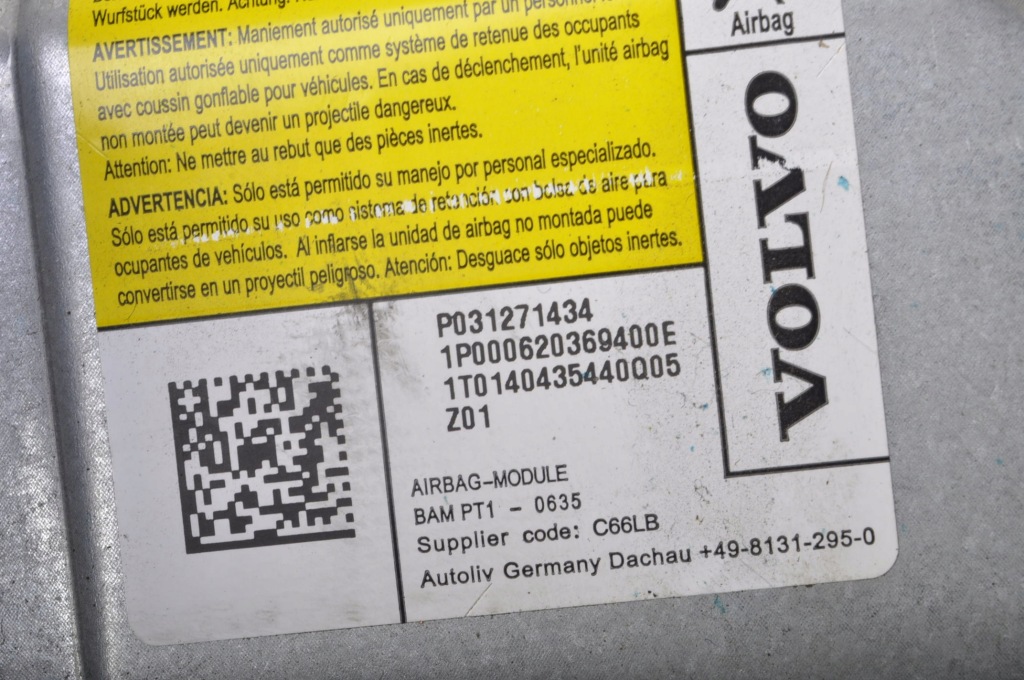 Wurfstück werden. Achtung:
AVERTISSEMENT: Maniement autorisé uniquement par un
Utilisation autorisée uniquement comme système de retenue des occupants
avec coussin gonflable pour véhicules. En cas de déclenchement, l'unité airbag
non montée peut devenir un projectile dangereux.
Attention: Ne mettre au rebut que des pièces inertes.
ADVERTENCIA: Sólo está permitido su manejo por personal especializado.
Sólo está permitido su uso como sistema de retención con bolsa de aire para
ocupantes de vehículos. Al inflarse la unidad de airbag no montada puede
convertirse en un proyectil peligroso. Atención: Desguace sólo objetos inertes.
Airbag
VOLVO
P031271434
1P000620369400E
1T0140435440Q05
Z01
AIRBAG-MODULE
BAM PT1 - 0635
Supplier code: C66LB
Autoliv Germany Dachau +49-8131-295-0